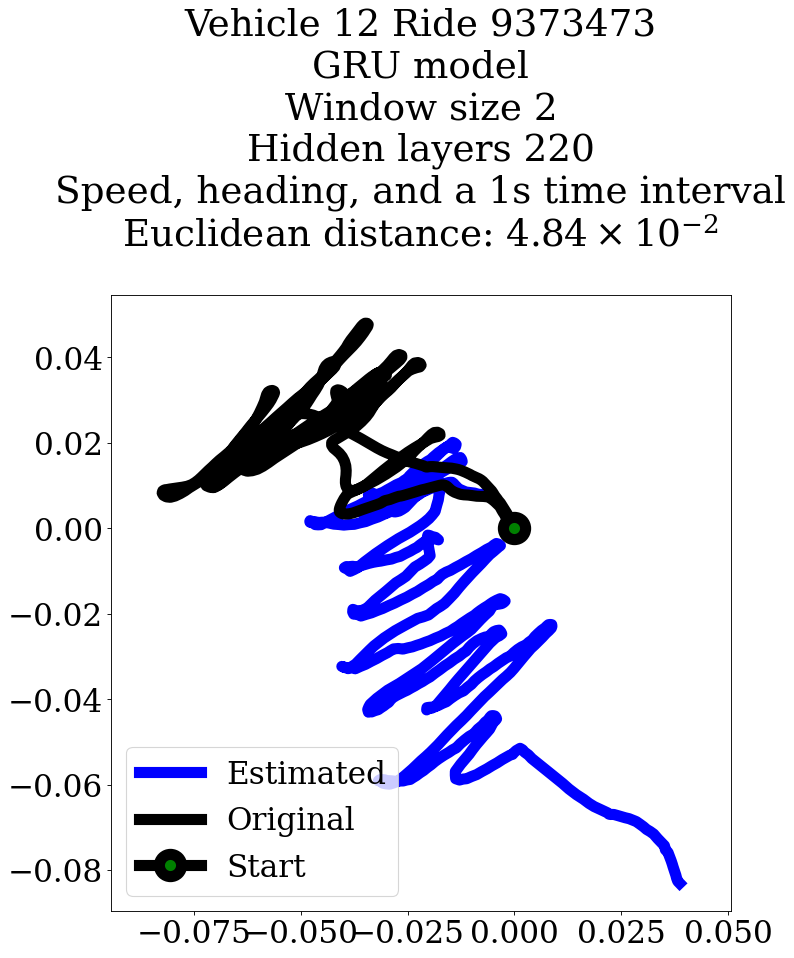 Vehicle 12 Ride 9373473
GRU model
Window size 2
Hidden layers 220
Speed, heading, and a 1s time interval
Euclidean distance: 4.84 × 10⁻²
0.04
0.02
0.00
−0.02
−0.04
−0.06
−0.08
Estimated
Original
Start
−0.075 −0.050 −0.025 0.000 0.025 0.050